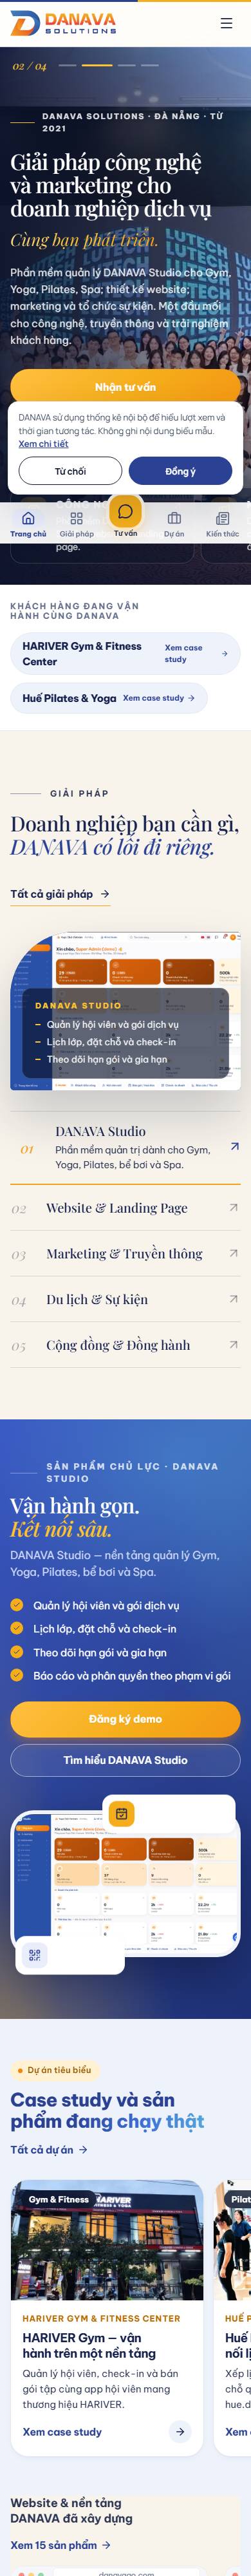 DANAVA
SOLUTIONS
02 / 04
DANAVA SOLUTIONS · ĐÀ NẴNG · TỪ
2021
Giải pháp công nghệ
và marketing cho
doanh nghiệp dịch vụ
Cùng bạn phát triển.
Phần mềm quản lý DANAVA Studio cho Gym,
Yoga, Pilates, Spa; thiết kế website;
marketing và tổ chức sự kiện. Một đầu mối
cho công nghệ, truyền thông và trải nghiệm
khách hàng.
Nhận tư vấn
DANAVA sử dụng thống kê nội bộ để hiểu lượt xem và
thời gian tương tác. Không ghi nội dung biểu mẫu.
Xem chi tiết
Từ chối
Đồng ý
Trang chủ
Giải pháp
Tư vấn
Dự án
Kiến thức
page.
KHÁCH HÀNG ĐANG VẬN
HÀNH CÙNG DANAVA
HARIVER Gym & Fitness
Center
Xem case
study
Huế Pilates & Yoga
Xem case study
GIẢI PHÁP
Doanh nghiệp bạn cần gì,
DANAVA có lối đi riêng.
Tất cả giải pháp
DANAVA STUDIO
Quản lý hội viên và gói dịch vụ
Lịch lớp, đặt chỗ và check-in
Theo dõi hạn gói và gia hạn
01
DANAVA Studio
Phần mềm quản trị dành cho Gym,
Yoga, Pilates, bể bơi và Spa.
02
Website & Landing Page
03
Marketing & Truyền thông
04
Du lịch & Sự kiện
05
Cộng đồng & Đồng hành
SẢN PHẨM CHỦ LỰC · DANAVA
STUDIO
Vận hành gọn.
Kết nối sâu.
DANAVA Studio — nền tảng quản lý Gym,
Yoga, Pilates, bể bơi và Spa.
Quản lý hội viên và gói dịch vụ
Lịch lớp, đặt chỗ và check-in
Theo dõi hạn gói và gia hạn
Báo cáo và phân quyền theo phạm vi gói
Đăng ký demo
Tìm hiểu DANAVA Studio
Dự án tiêu biểu
Case study và sản
phẩm đang chạy thật
Tất cả dự án
Gym & Fitness
HARIVER GYM & FITNESS CENTER
HARIVER Gym — vận
hành trên một nền tảng
Quản lý hội viên, check-in và bán
gói tập cùng app hội viên mang
thương hiệu HARIVER.
Xem case study
Website & nền tảng
DANAVA đã xây dựng
Xem 15 sản phẩm